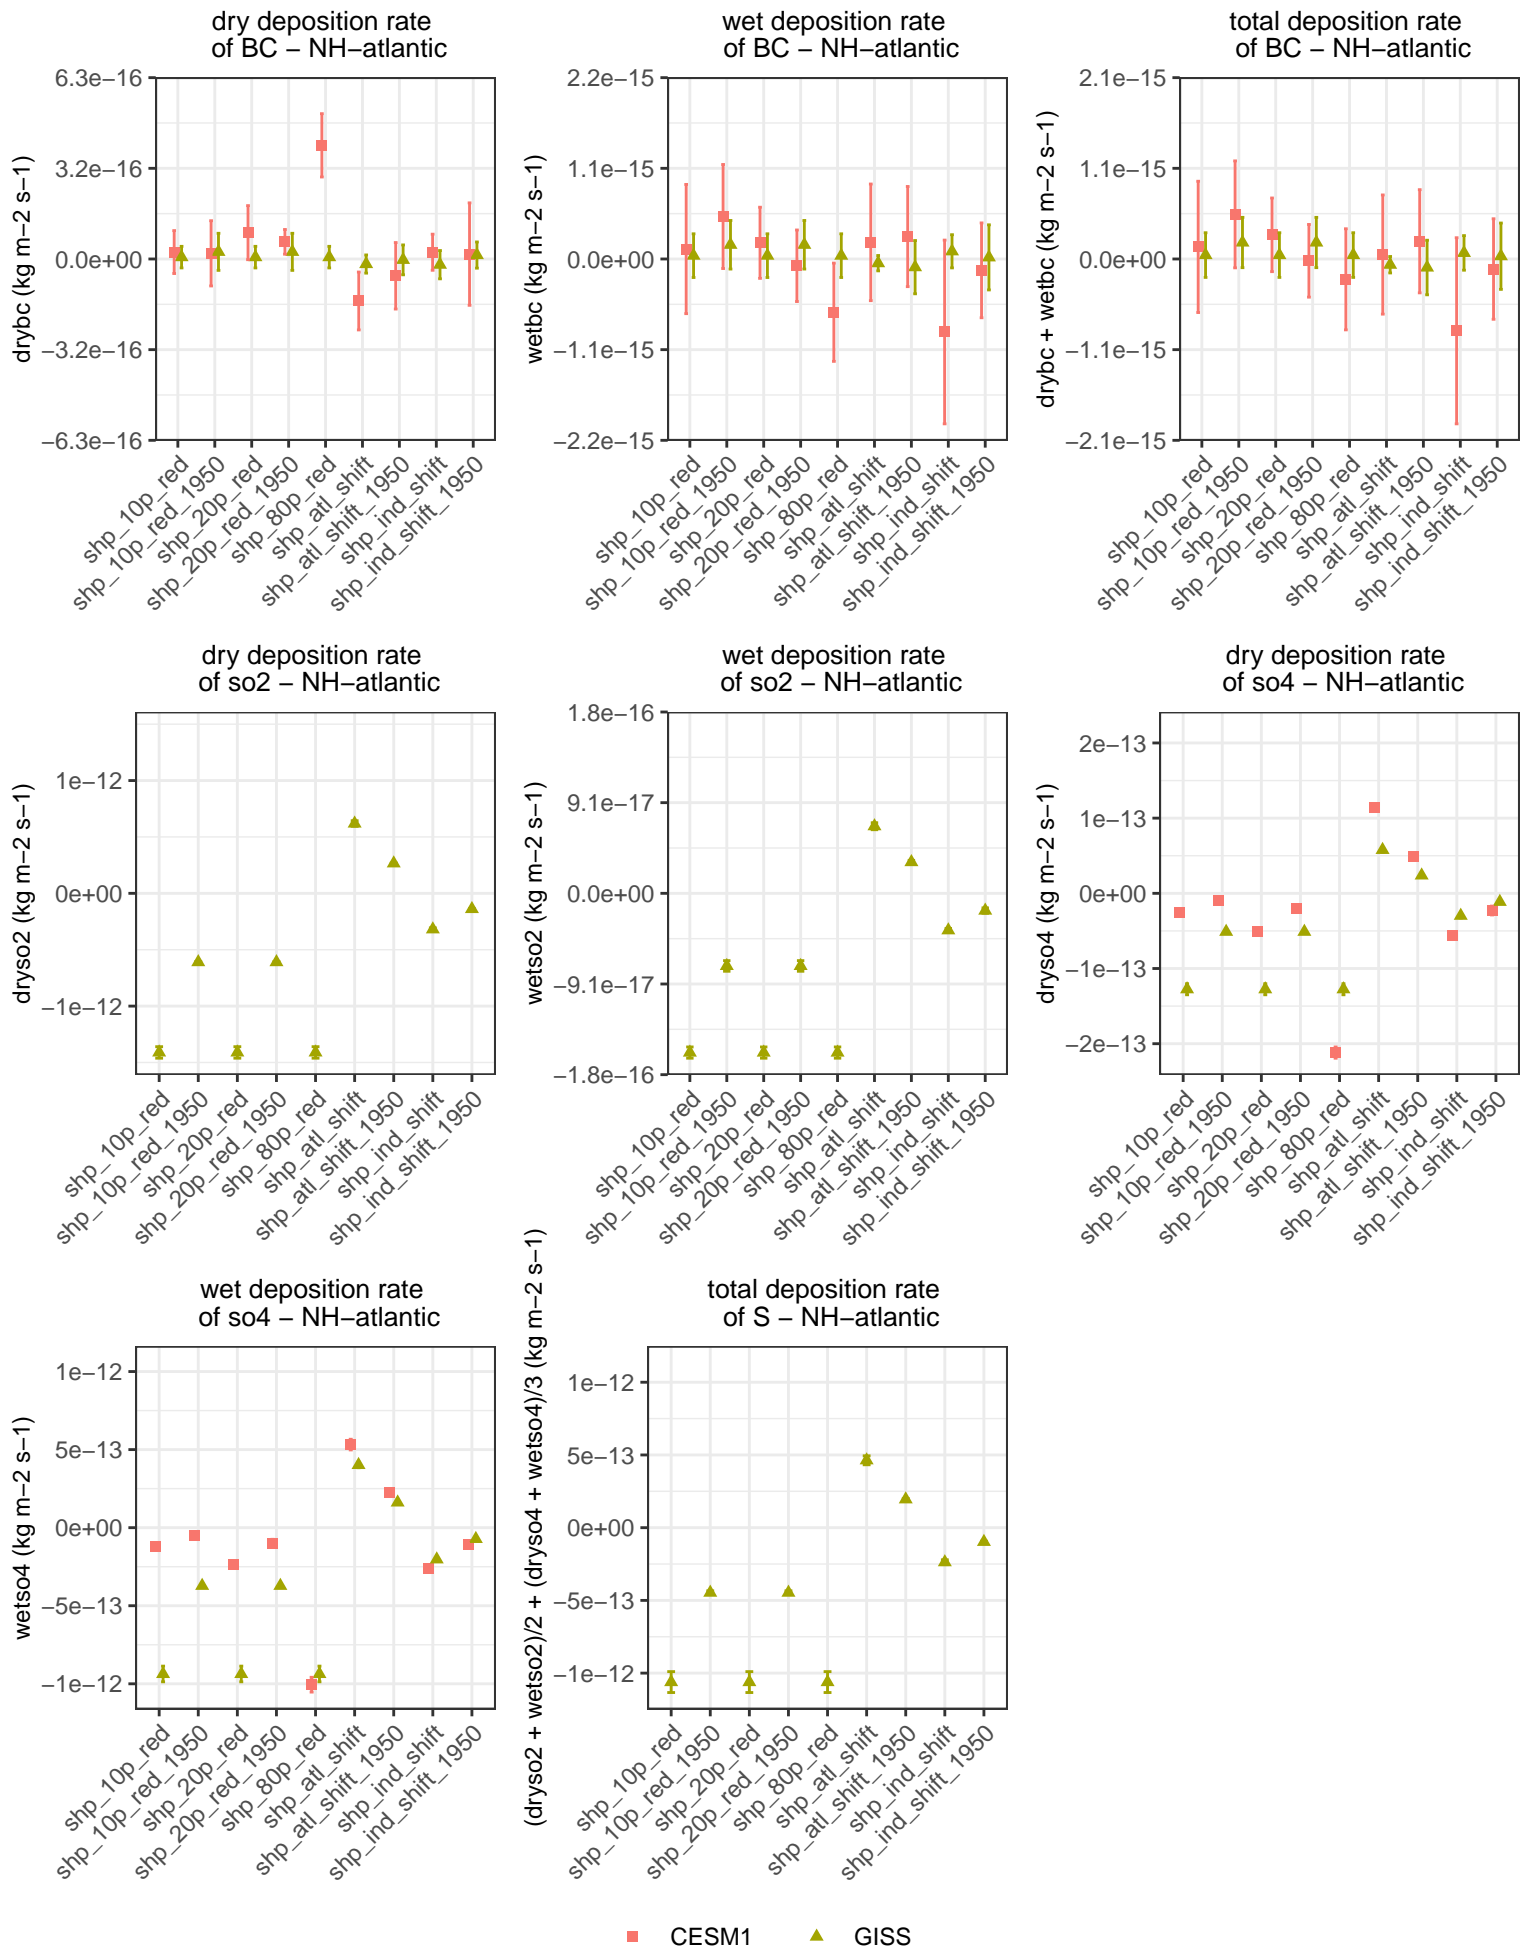 dry deposition rate
of BC − NH−atlantic
drybc (kg m−2 s−1)
6.3e−16
3.2e−16
0.0e+00
−3.2e−16
−6.3e−16
shp_10p_red
shp_10p_red_1950
shp_20p_red
shp_20p_red_1950
shp_80p_red
shp_atl_shift
shp_atl_shift_1950
shp_ind_shift
shp_ind_shift_1950
wet deposition rate
of BC − NH−atlantic
wetbc (kg m−2 s−1)
2.2e−15
1.1e−15
0.0e+00
−1.1e−15
−2.2e−15
shp_10p_red
shp_10p_red_1950
shp_20p_red
shp_20p_red_1950
shp_80p_red
shp_atl_shift
shp_atl_shift_1950
shp_ind_shift
shp_ind_shift_1950
total deposition rate
of BC − NH−atlantic
drybc + wetbc (kg m−2 s−1)
2.1e−15
1.1e−15
0.0e+00
−1.1e−15
−2.1e−15
shp_10p_red
shp_10p_red_1950
shp_20p_red
shp_20p_red_1950
shp_80p_red
shp_atl_shift
shp_atl_shift_1950
shp_ind_shift
shp_ind_shift_1950
dry deposition rate
of so2 − NH−atlantic
dryso2 (kg m−2 s−1)
1e−12
0e+00
−1e−12
shp_10p_red
shp_10p_red_1950
shp_20p_red
shp_20p_red_1950
shp_80p_red
shp_atl_shift
shp_atl_shift_1950
shp_ind_shift
shp_ind_shift_1950
wet deposition rate
of so2 − NH−atlantic
wetso2 (kg m−2 s−1)
1.8e−16
9.1e−17
0.0e+00
−9.1e−17
−1.8e−16
shp_10p_red
shp_10p_red_1950
shp_20p_red
shp_20p_red_1950
shp_80p_red
shp_atl_shift
shp_atl_shift_1950
shp_ind_shift
shp_ind_shift_1950
dry deposition rate
of so4 − NH−atlantic
dryso4 (kg m−2 s−1)
2e−13
1e−13
0e+00
−1e−13
−2e−13
shp_10p_red
shp_10p_red_1950
shp_20p_red
shp_20p_red_1950
shp_80p_red
shp_atl_shift
shp_atl_shift_1950
shp_ind_shift
shp_ind_shift_1950
wet deposition rate
of so4 − NH−atlantic
wetso4 (kg m−2 s−1)
1e−12
5e−13
0e+00
−5e−13
−1e−12
shp_10p_red
shp_10p_red_1950
shp_20p_red
shp_20p_red_1950
shp_80p_red
shp_atl_shift
shp_atl_shift_1950
shp_ind_shift
shp_ind_shift_1950
total deposition rate
of S − NH−atlantic
(dryso2 + wetso2)/2 + (dryso4 + wetso4)/3 (kg m−2 s−1)
1e−12
5e−13
0e+00
−5e−13
−1e−12
shp_10p_red
shp_10p_red_1950
shp_20p_red
shp_20p_red_1950
shp_80p_red
shp_atl_shift
shp_atl_shift_1950
shp_ind_shift
shp_ind_shift_1950
CESM1
GISS